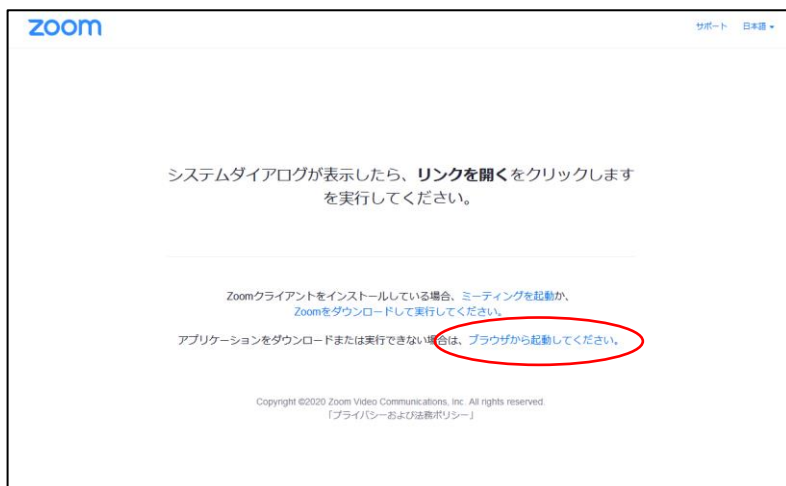 zoom
サポート 日本語
システムダイアログが表示したら、リンクを開くをクリックします
を実行してください。
Zoomクライアントをインストールしている場合、ミーティングを起動か、
Zoomをダウンロードして実行してください。
アプリケーションをダウンロードまたは実行できない場合は、ブラウザから起動してください。
Copyright ©2020 Zoom Video Communications, Inc. All rights reserved.
「プライバシーおよび法務ポリシー」